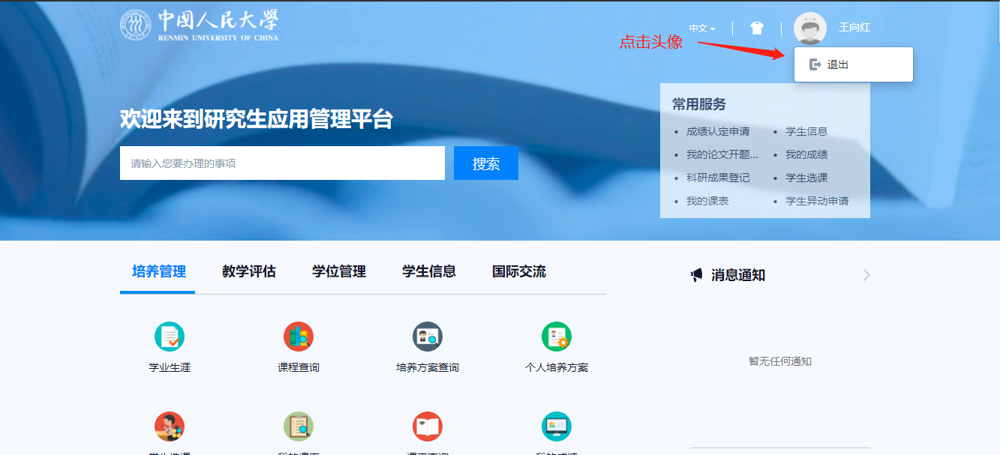 中國人民大學
RENMIN UNIVERSITY OF CHINA
中文
王向红
点击头像
退出
欢迎来到研究生应用管理平台
请输入您要办理的事项
搜索
常用服务
成绩认定申请
学生信息
我的论文开题...
我的成绩
科研成果登记
学生选课
我的课表
学生异动申请
培养管理 教学评估 学位管理 学生信息 国际交流
消息通知
学业生涯 课程查询 培养方案查询 个人培养方案
暂无任何通知